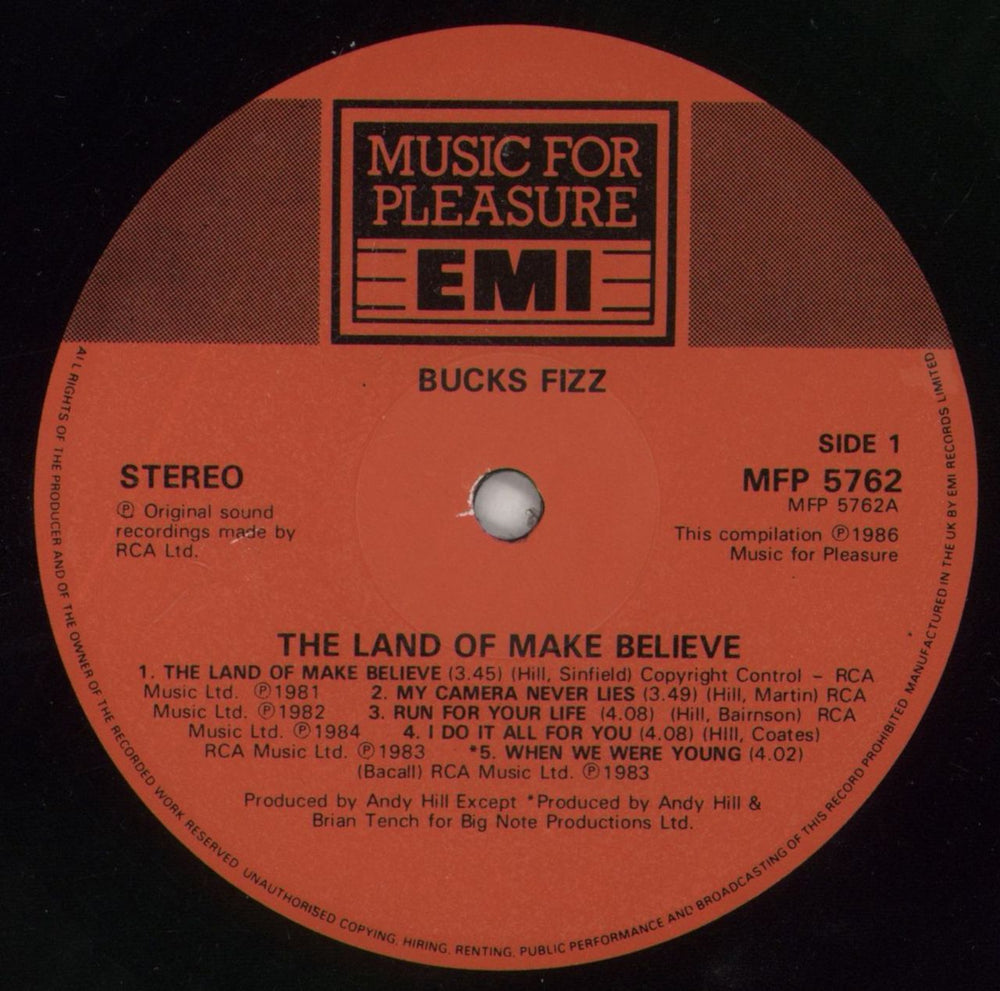 MUSIC FOR
PLEASURE
EMI
BUCKS FIZZ
SIDE 1
STEREO
MFP 5762
MFP 5762A
℗ Original sound
recordings made by
RCA Ltd.
This compilation ℗1986
Music for Pleasure
THE LAND OF MAKE BELIEVE
1. THE LAND OF MAKE BELIEVE (3.45) (Hill, Sinfield) Copyright Control – RCA
Music Ltd. ℗1981 2. MY CAMERA NEVER LIES (3.49) (Hill, Martin) RCA
Music Ltd. ℗1982 3. RUN FOR YOUR LIFE (4.08) (Hill, Bairnson) RCA
Music Ltd. ℗1984 4. I DO IT ALL FOR YOU (4.08) (HIll, Coates)
RCA Music Ltd. ℗1983 *5. WHEN WE WERE YOUNG (4.02)
(Bacall) RCA Music Ltd. ℗1983
Produced by Andy Hill Except *Produced by Andy Hill &
Brian Tench for Big Note Productions Ltd.
ALL RIGHTS OF THE PRODUCER AND OF THE OWNER OF THE RECORDED WORK RESERVED UNAUTHORISED COPYING, HIRING, RENTING, PUBLIC PERFORMANCE AND BROADCASTING OF THIS RECORD PROHIBITED MANUFACTURED IN THE UK BY EMI RECORDS LIMITED